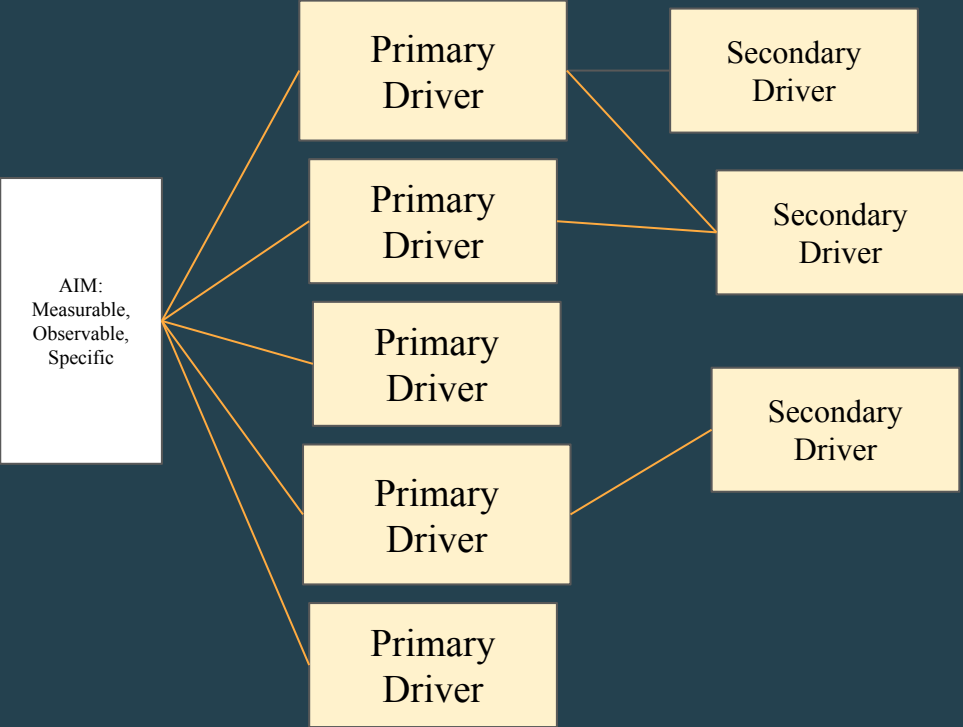 AIM:
Measurable,
Observable,
Specific
Primary
Driver
Primary
Driver
Primary
Driver
Primary
Driver
Primary
Driver
Secondary
Driver
Secondary
Driver
Secondary
Driver